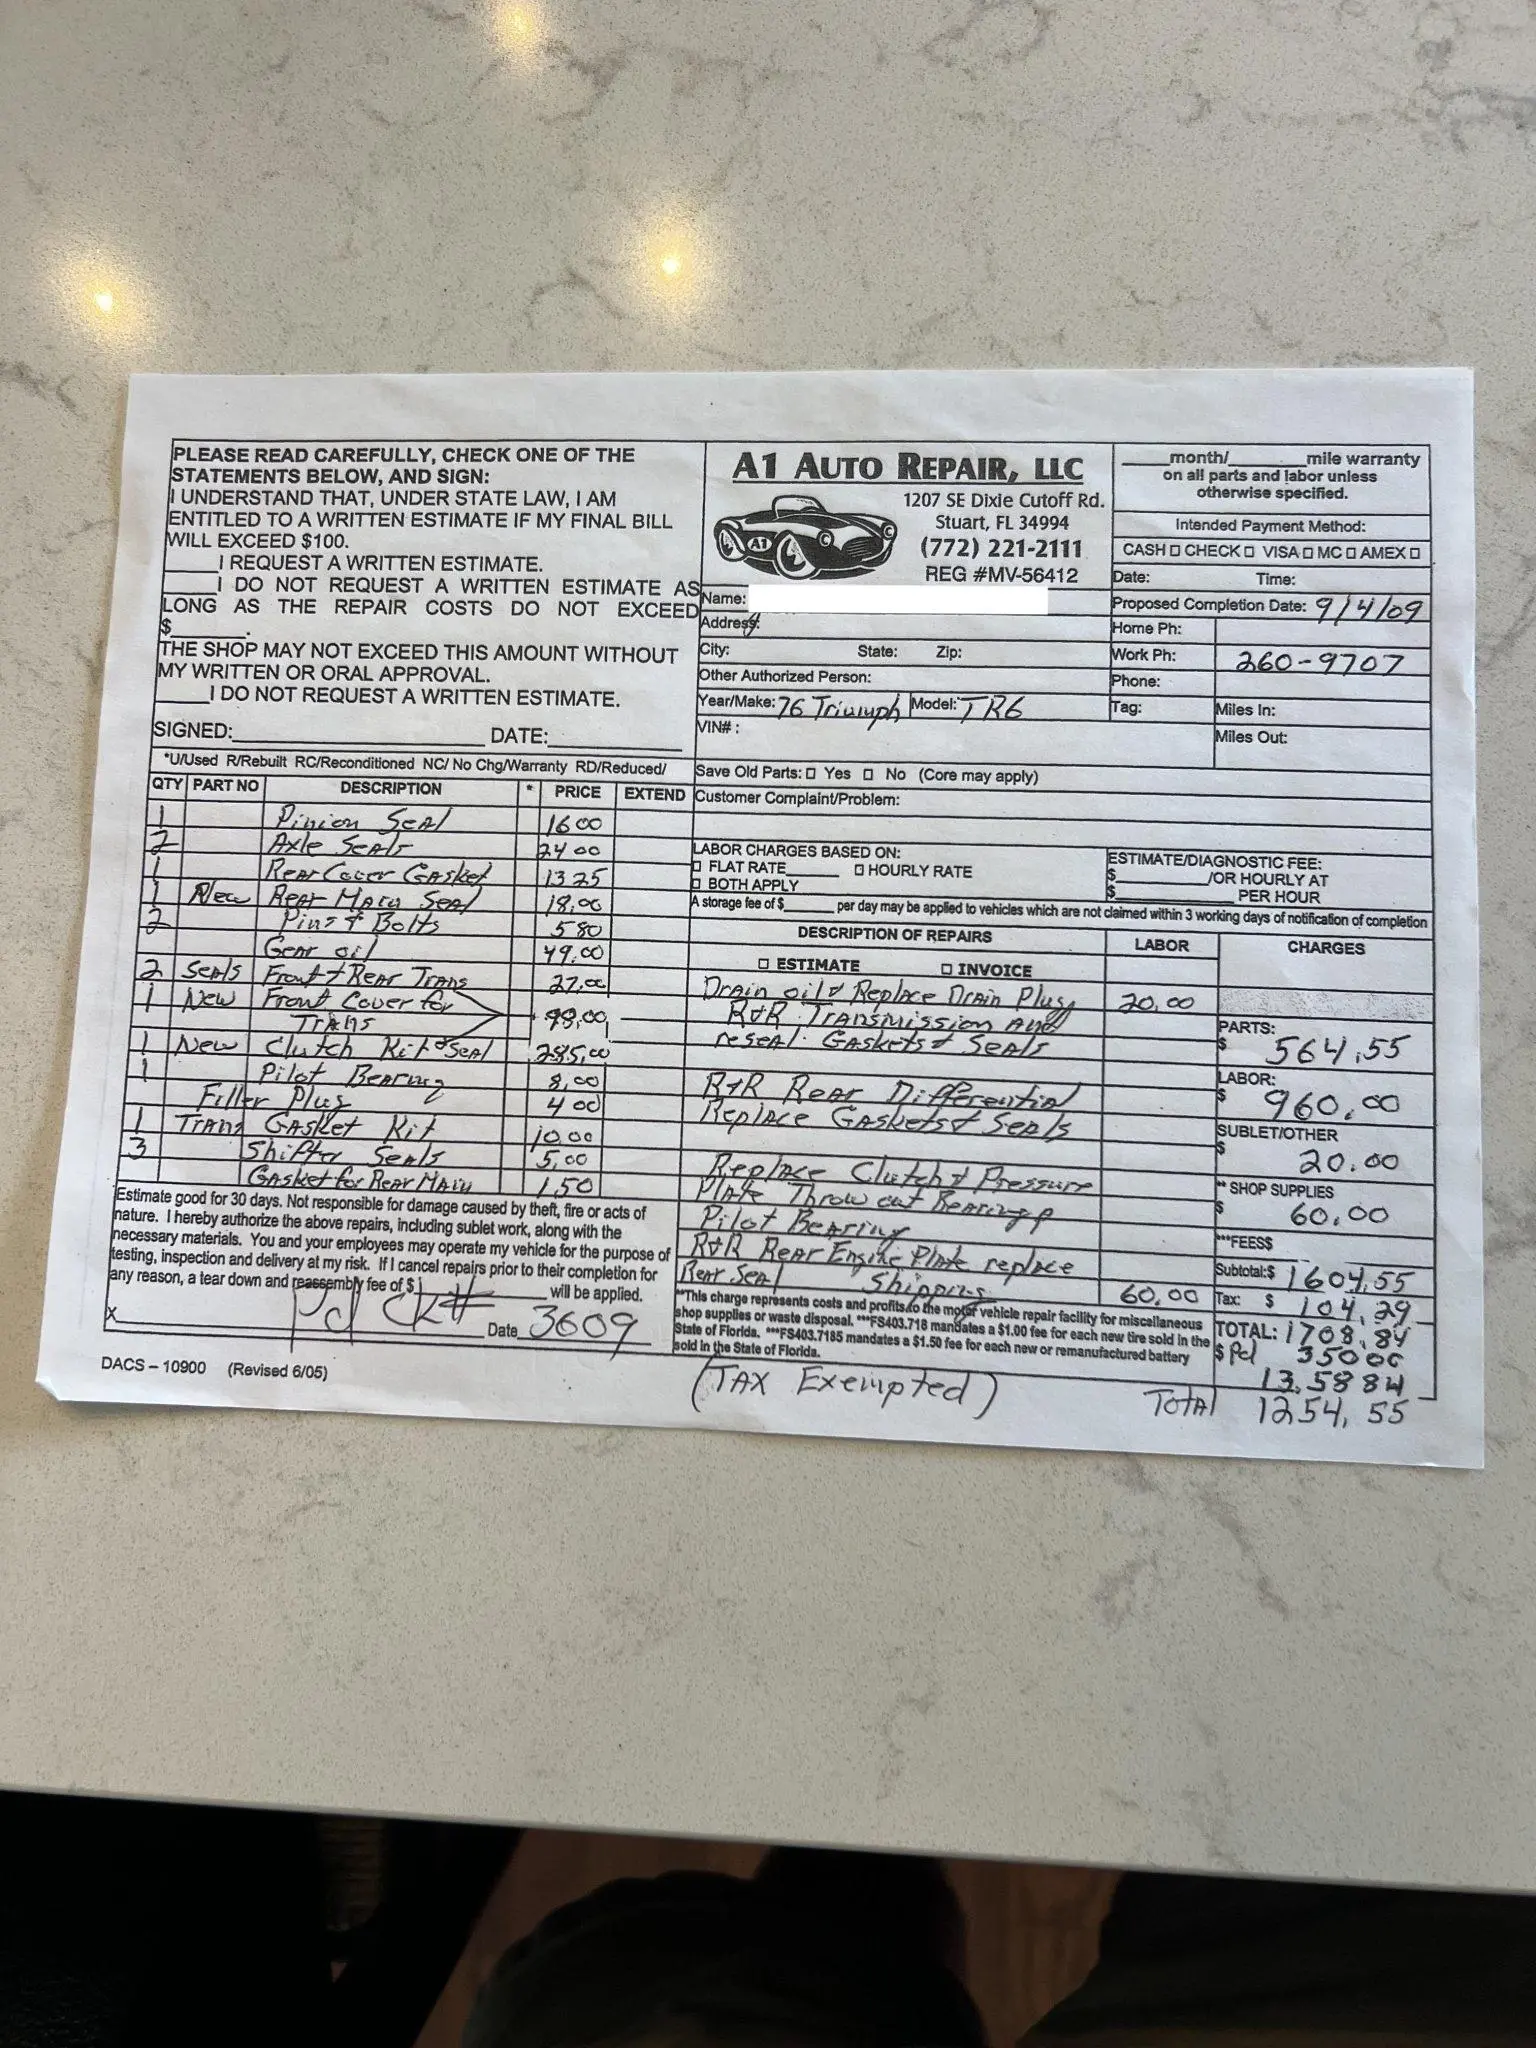 PLEASE READ CAREFULLY, CHECK ONE OF THE
STATEMENTS BELOW, AND SIGN:
I UNDERSTAND THAT, UNDER STATE LAW, I AM
ENTITLED TO A WRITTEN ESTIMATE IF MY FINAL BILL
WILL EXCEED $100.
_____I REQUEST A WRITTEN ESTIMATE.
_____I DO NOT REQUEST A WRITTEN ESTIMATE AS
LONG AS THE REPAIR COSTS DO NOT EXCEED
$________.
THE SHOP MAY NOT EXCEED THIS AMOUNT WITHOUT
MY WRITTEN OR ORAL APPROVAL.
_____I DO NOT REQUEST A WRITTEN ESTIMATE.
SIGNED:____________________ DATE:__________
A1 AUTO REPAIR, LLC
A1
1207 SE Dixie Cutoff Rd.
Stuart, FL 34994
(772) 221-2111
REG #MV-56412
Name:
Address:
City: State: Zip:
Other Authorized Person:
Year/Make: 76 Triumph Model: TR6
VIN# :
_____month/________mile warranty
on all parts and labor unless
otherwise specified.
Intended Payment Method:
CASH □ CHECK □ VISA □ MC □ AMEX □
Date: Time:
Proposed Completion Date: 9/4/09
Home Ph:
Work Ph: 260-9707
Phone:
Tag: Miles In:
Miles Out:
*U/Used R/Rebuilt RC/Reconditioned NC/ No Chg/Warranty RD/Reduced/
QTY PART NO DESCRIPTION * PRICE EXTEND
1 Pinion Seal 16 00
2 Axle Seals 24 00
1 Rear Cover Gasket 13 25
1 New Rear Main Seal 18.00
2 Pins & Bolts 5 80
Gear oil 49.00
2 Seals Front & Rear Trans 27.00
1 New Front Cover for
Trans 98.00
1 New Clutch Kit & Seal 285.00
1 Pilot Bearing 8.00
Filler Plug 4 00
1 Trans Gasket Kit 10.00
3 Shifter Seals 5.00
Gasket for Rear Main 1.50
Save Old Parts: □ Yes □ No (Core may apply)
Customer Complaint/Problem:
LABOR CHARGES BASED ON:
□ FLAT RATE______ □ HOURLY RATE
□ BOTH APPLY
ESTIMATE/DIAGNOSTIC FEE:
$__________/OR HOURLY AT
$_____________ PER HOUR
A storage fee of $______ per day may be applied to vehicles which are not claimed within 3 working days of notification of completion
DESCRIPTION OF REPAIRS LABOR CHARGES
□ ESTIMATE □ INVOICE
Drain oil & Replace Drain Plug 20.00
R&R Transmission and
reseal. Gaskets & Seals
R&R Rear Differential
Replace Gaskets & Seals
Replace Clutch & Pressure
Plate Throw out Bearing &
Pilot Bearing
R&R Rear Engine Plate replace
Rear Seal Shipping 60.00
PARTS:
$ 564.55
LABOR:
$ 960.00
SUBLET/OTHER
$ 20.00
** SHOP SUPPLIES
$ 60.00
***FEES$
Subtotal:$ 1604.55
Tax: $ 104.29
TOTAL: 1708.84
$ Pd 350 00
13.58 84
Total 1254.55
Estimate good for 30 days. Not responsible for damage caused by theft, fire or acts of
nature. I hereby authorize the above repairs, including sublet work, along with the
necessary materials. You and your employees may operate my vehicle for the purpose of
testing, inspection and delivery at my risk. If I cancel repairs prior to their completion for
any reason, a tear down and reassembly fee of $____________ will be applied.
X____________ Date____________
Pd CK# 3609
**This charge represents costs and profits to the motor vehicle repair facility for miscellaneous
shop supplies or waste disposal. ***FS403.718 mandates a $1.00 fee for each new tire sold in the
State of Florida. ***FS403.7185 mandates a $1.50 fee for each new or remanufactured battery
sold in the State of Florida.
DACS – 10900 (Revised 6/05)
(TAX Exempted)